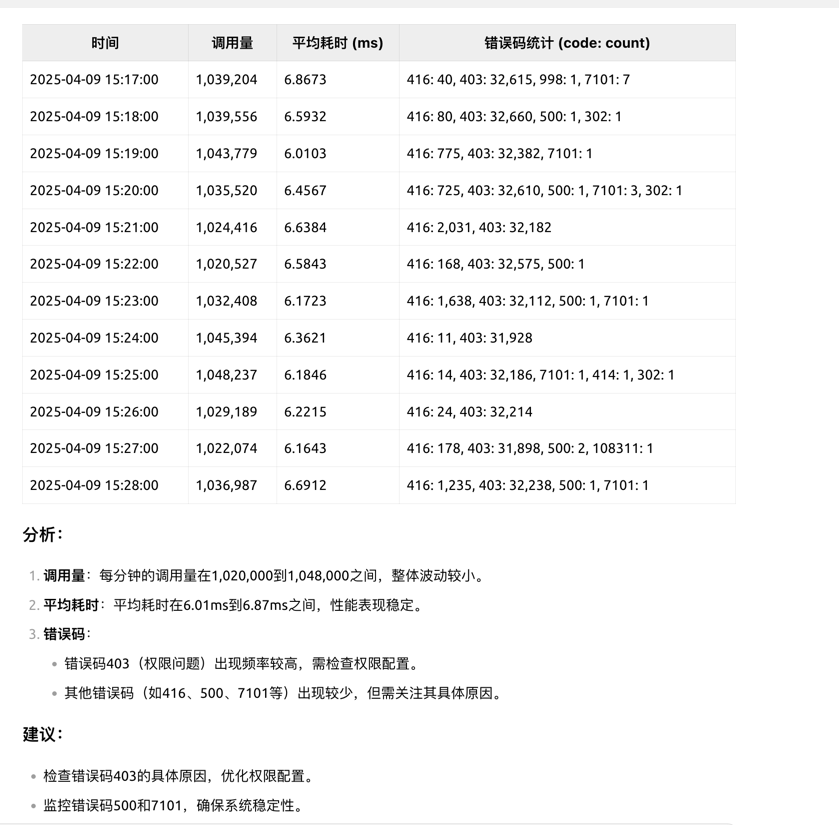 时间 调用量 平均耗时 (ms) 错误码统计 (code: count)
2025-04-09 15:17:00 1,039,204 6.8673 416: 40, 403: 32,615, 998: 1, 7101: 7
2025-04-09 15:18:00 1,039,556 6.5932 416: 80, 403: 32,660, 500: 1, 302: 1
2025-04-09 15:19:00 1,043,779 6.0103 416: 775, 403: 32,382, 7101: 1
2025-04-09 15:20:00 1,035,520 6.4567 416: 725, 403: 32,610, 500: 1, 7101: 3, 302: 1
2025-04-09 15:21:00 1,024,416 6.6384 416: 2,031, 403: 32,182
2025-04-09 15:22:00 1,020,527 6.5843 416: 168, 403: 32,575, 500: 1
2025-04-09 15:23:00 1,032,408 6.1723 416: 1,638, 403: 32,112, 500: 1, 7101: 1
2025-04-09 15:24:00 1,045,394 6.3621 416: 11, 403: 31,928
2025-04-09 15:25:00 1,048,237 6.1846 416: 14, 403: 32,186, 7101: 1, 414: 1, 302: 1
2025-04-09 15:26:00 1,029,189 6.2215 416: 24, 403: 32,214
2025-04-09 15:27:00 1,022,074 6.1643 416: 178, 403: 31,898, 500: 2, 108311: 1
2025-04-09 15:28:00 1,036,987 6.6912 416: 1,235, 403: 32,238, 500: 1, 7101: 1
分析：
1. 调用量：每分钟的调用量在1,020,000到1,048,000之间，整体波动较小。
2. 平均耗时：平均耗时在6.01ms到6.87ms之间，性能表现稳定。
3. 错误码：
• 错误码403（权限问题）出现频率较高，需检查权限配置。
• 其他错误码（如416、500、7101等）出现较少，但需关注其具体原因。
建议：
• 检查错误码403的具体原因，优化权限配置。
• 监控错误码500和7101，确保系统稳定性。